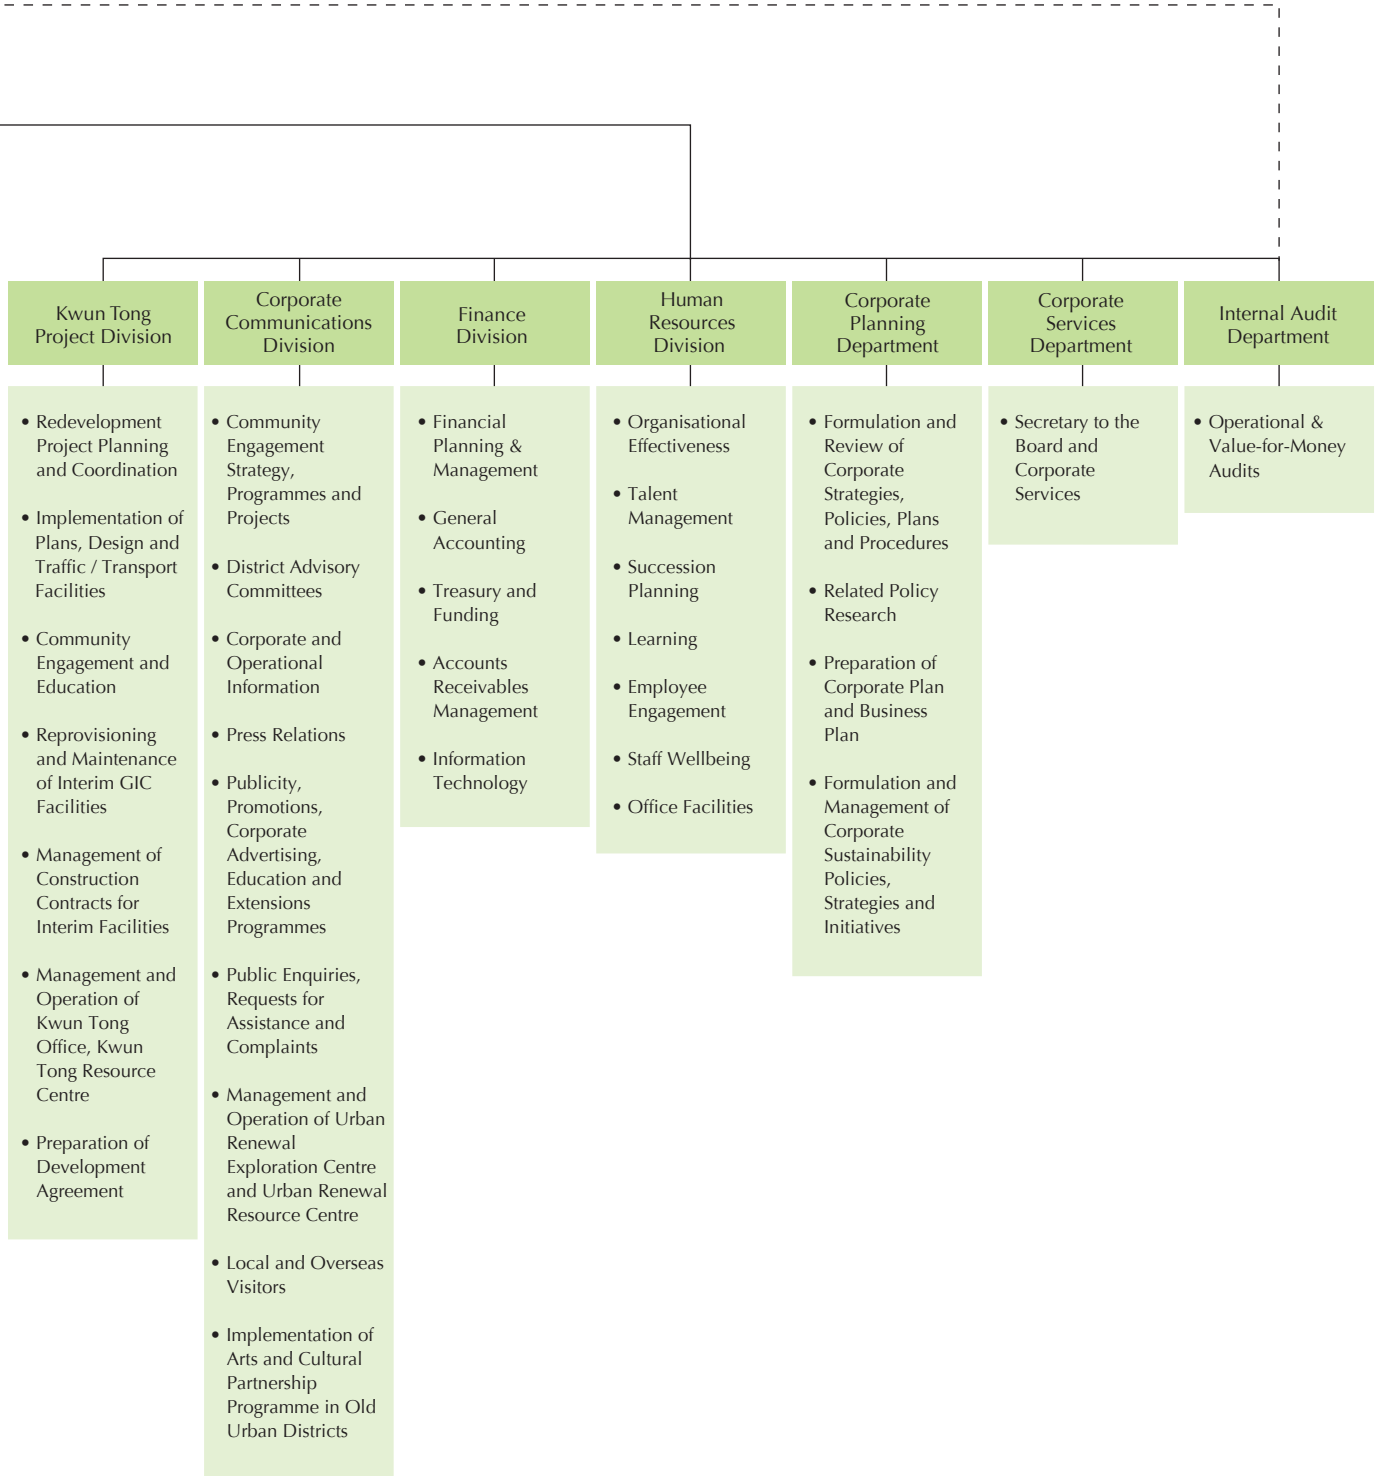 Kwun Tong
Project Division
• Redevelopment
Project Planning
and Coordination
• Implementation of
Plans, Design and
Traffic / Transport
Facilities
• Community
Engagement and
Education
• Reprovisioning
and Maintenance
of Interim GIC
Facilities
• Management of
Construction
Contracts for
Interim Facilities
• Management and
Operation of
Kwun Tong
Office, Kwun
Tong Resource
Centre
• Preparation of
Development
Agreement
Corporate
Communications
Division
• Community
Engagement
Strategy,
Programmes and
Projects
• District Advisory
Committees
• Corporate and
Operational
Information
• Press Relations
• Publicity,
Promotions,
Corporate
Advertising,
Education and
Extensions
Programmes
• Public Enquiries,
Requests for
Assistance and
Complaints
• Management and
Operation of Urban
Renewal
Exploration Centre
and Urban Renewal
Resource Centre
• Local and Overseas
Visitors
• Implementation of
Arts and Cultural
Partnership
Programme in Old
Urban Districts
Finance
Division
• Financial
Planning &
Management
• General
Accounting
• Treasury and
Funding
• Accounts
Receivables
Management
• Information
Technology
Human
Resources
Division
• Organisational
Effectiveness
• Talent
Management
• Succession
Planning
• Learning
• Employee
Engagement
• Staff Wellbeing
• Office Facilities
Corporate
Planning
Department
• Formulation and
Review of
Corporate
Strategies,
Policies, Plans
and Procedures
• Related Policy
Research
• Preparation of
Corporate Plan
and Business
Plan
• Formulation and
Management of
Corporate
Sustainability
Policies,
Strategies and
Initiatives
Corporate
Services
Department
• Secretary to the
Board and
Corporate
Services
Internal Audit
Department
• Operational &
Value-for-Money
Audits